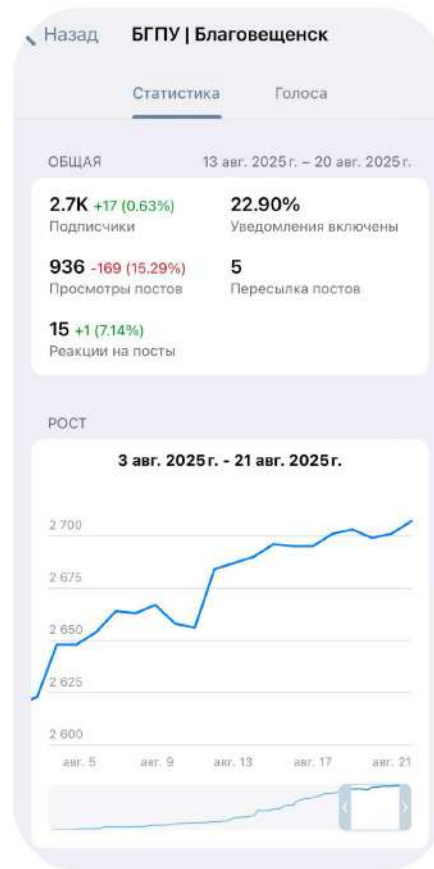 Назад БГПУ | Благовещенск
Статистика Голоса
ОБЩАЯ 13 авг. 2025 г. – 20 авг. 2025 г.
2.7K +17 (0.63%) 22.90%
Подписчики Уведомления включены
936 -169 (15.29%) 5
Просмотры постов Пересылка постов
15 +1 (7.14%)
Реакции на посты
РОСТ
3 авг. 2025 г. - 21 авг. 2025 г.
2 700
2 675
2 650
2 625
2 600
авг. 5 авг. 9 авг. 13 авг. 17 авг. 21